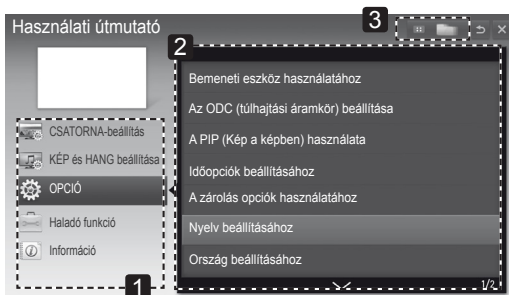 Használati útmutató
3
2
CSATORNA-beállítás
KÉP és HANG beállítása
OPCIÓ
Haladó funkció
Információ
1
Bemeneti eszköz használatához
Az ODC (túlhajtási áramkör) beállítása
A PIP (Kép a képben) használata
Időopciók beállításához
A zárolás opciók használatához
Nyelv beállításához
Ország beállításához
1/2